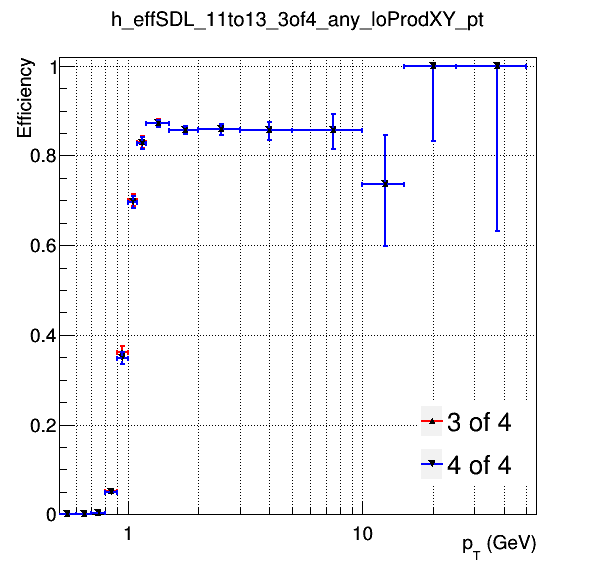 h_effSDL_11to13_3of4_any_loProdXY_pt
Efficiency
1
0.8
0.6
0.4
0.2
0
3 of 4
4 of 4
1
10
pT (GeV)